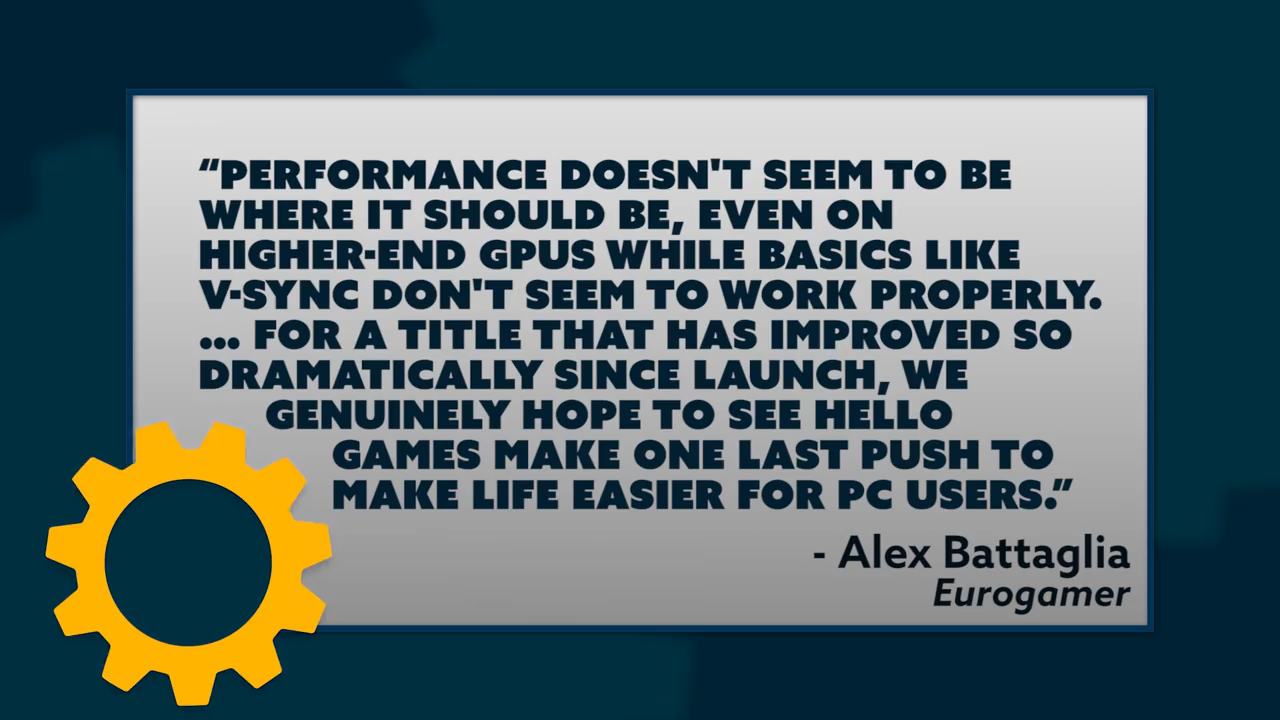 “PERFORMANCE DOESN'T SEEM TO BE
WHERE IT SHOULD BE, EVEN ON
HIGHER-END GPUS WHILE BASICS LIKE
V-SYNC DON'T SEEM TO WORK PROPERLY.
... FOR A TITLE THAT HAS IMPROVED SO
DRAMATICALLY SINCE LAUNCH, WE
GENUINELY HOPE TO SEE HELLO
GAMES MAKE ONE LAST PUSH TO
MAKE LIFE EASIER FOR PC USERS.”
- Alex Battaglia
Eurogamer